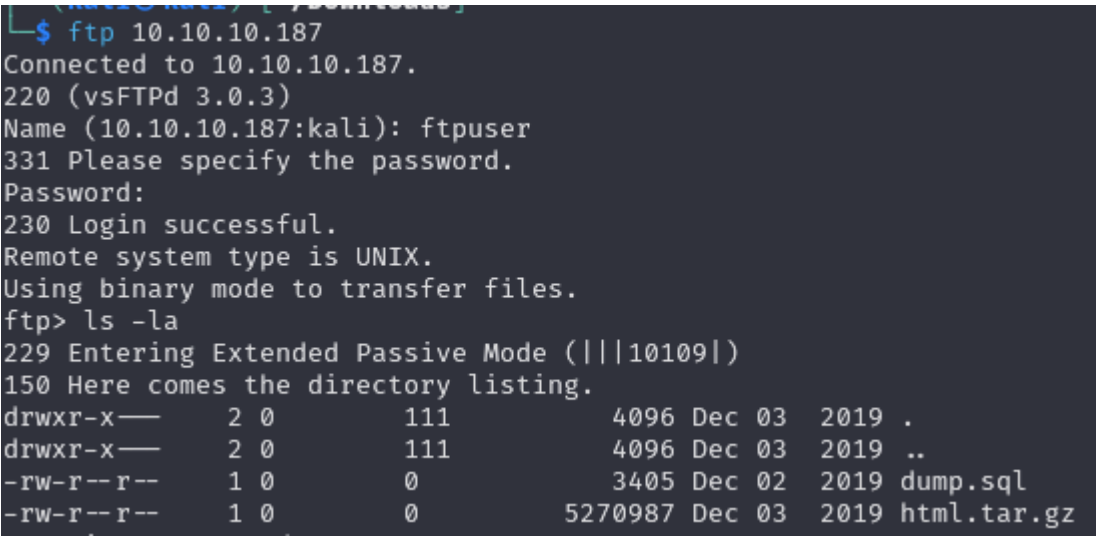 └─$ ftp 10.10.10.187
Connected to 10.10.10.187.
220 (vsFTPd 3.0.3)
Name (10.10.10.187:kali): ftpuser
331 Please specify the password.
Password:
230 Login successful.
Remote system type is UNIX.
Using binary mode to transfer files.
ftp> ls -la
229 Entering Extended Passive Mode (|||10109|)
150 Here comes the directory listing.
drwxr-x--- 2 0 111 4096 Dec 03 2019 .
drwxr-x--- 2 0 111 4096 Dec 03 2019 ..
-rw-r--r-- 1 0 0 3405 Dec 02 2019 dump.sql
-rw-r--r-- 1 0 0 5270987 Dec 03 2019 html.tar.gz